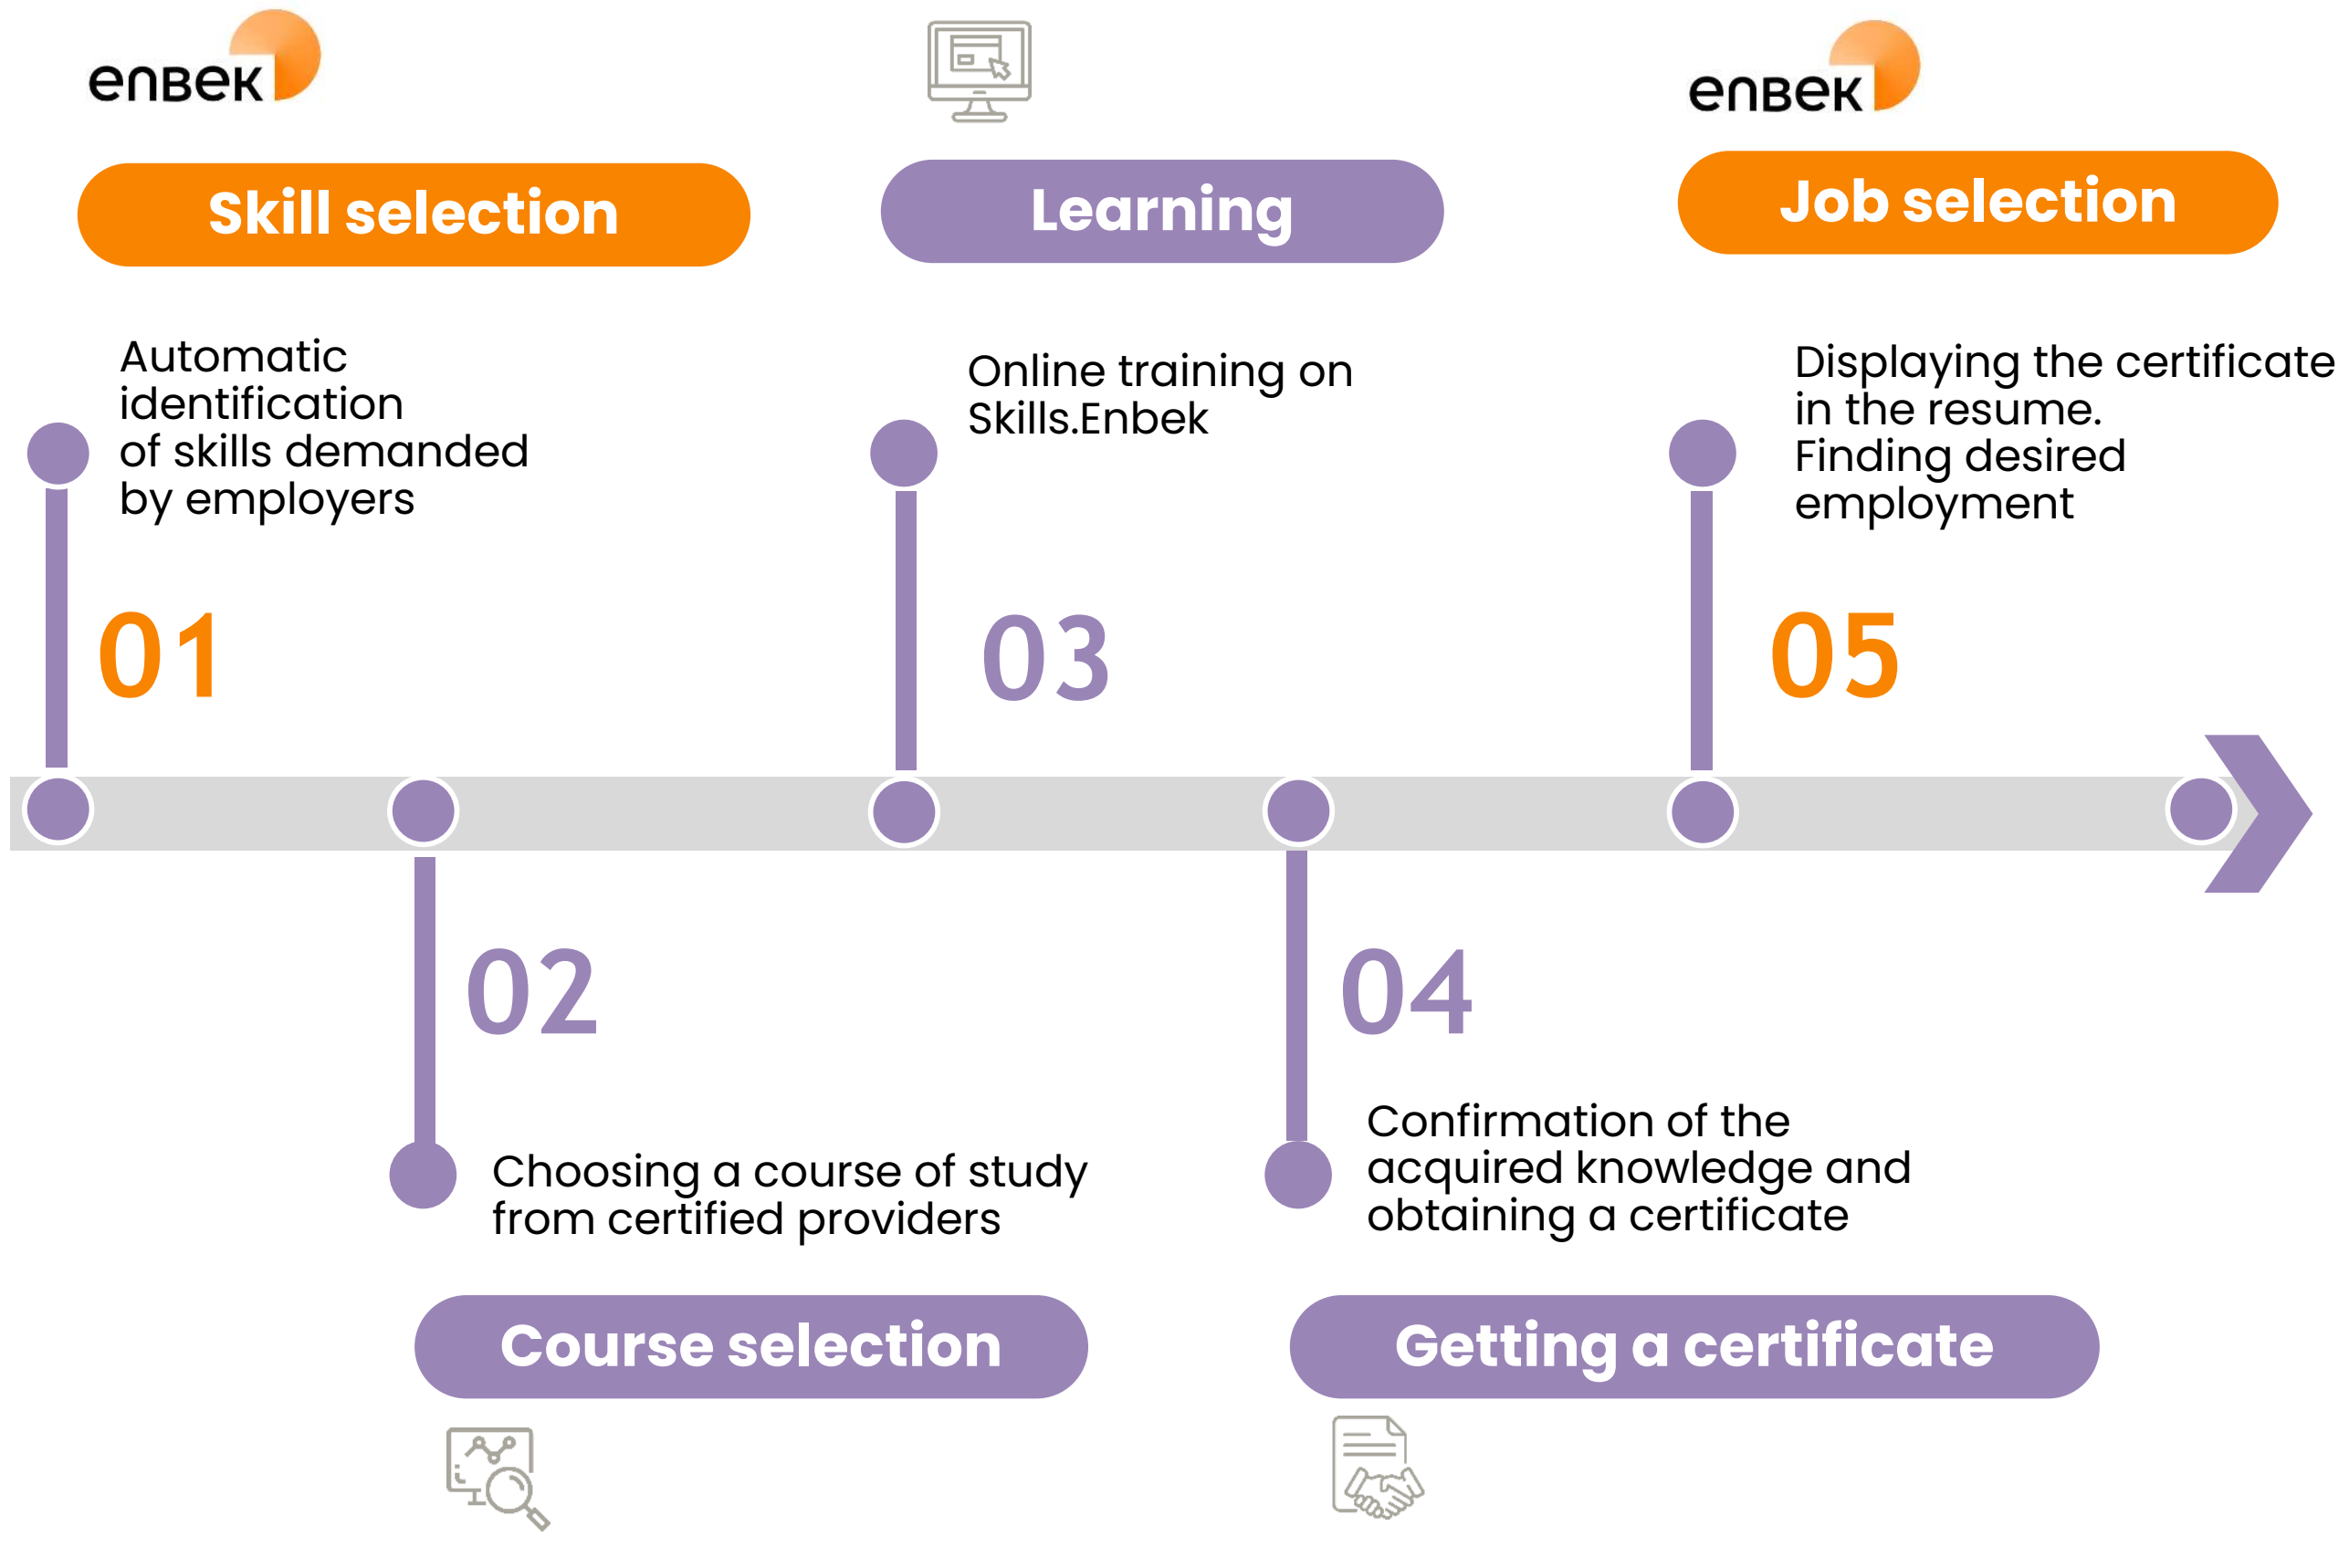 enвeк
Skill selection
Automatic
identification
of skills demanded
by employers
01
02
Choosing a course of study
from certified providers
Course selection
Learning
Online training on
Skills.Enbek
03
04
Confirmation of the
acquired knowledge and
obtaining a certificate
Getting a certificate
enвeк
Job selection
Displaying the certificate
in the resume.
Finding desired
employment
05